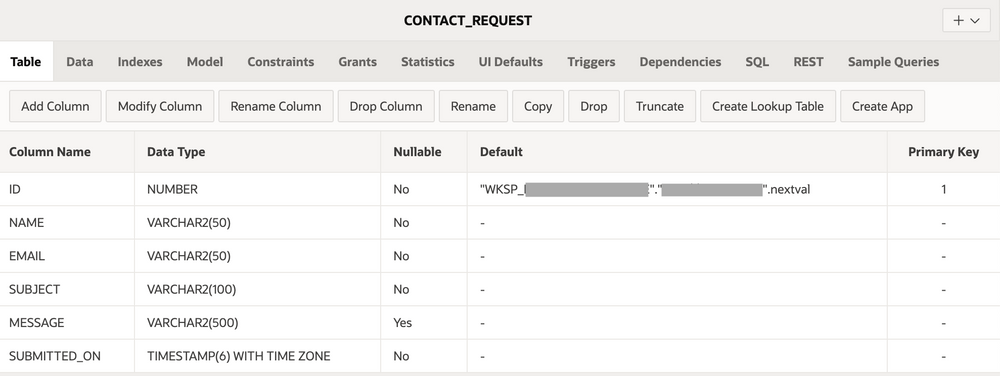 CONTACT_REQUEST
Table Data Indexes Model Constraints Grants Statistics UI Defaults Triggers Dependencies SQL REST Sample Queries
Add Column Modify Column Rename Column Drop Column Rename Copy Drop Truncate Create Lookup Table Create App
Column Name Data Type Nullable Default Primary Key
ID NUMBER No "WKSP_ "." ".nextval 1
NAME VARCHAR2(50) No - -
EMAIL VARCHAR2(50) No - -
SUBJECT VARCHAR2(100) No - -
MESSAGE VARCHAR2(500) Yes - -
SUBMITTED_ON TIMESTAMP(6) WITH TIME ZONE No - -